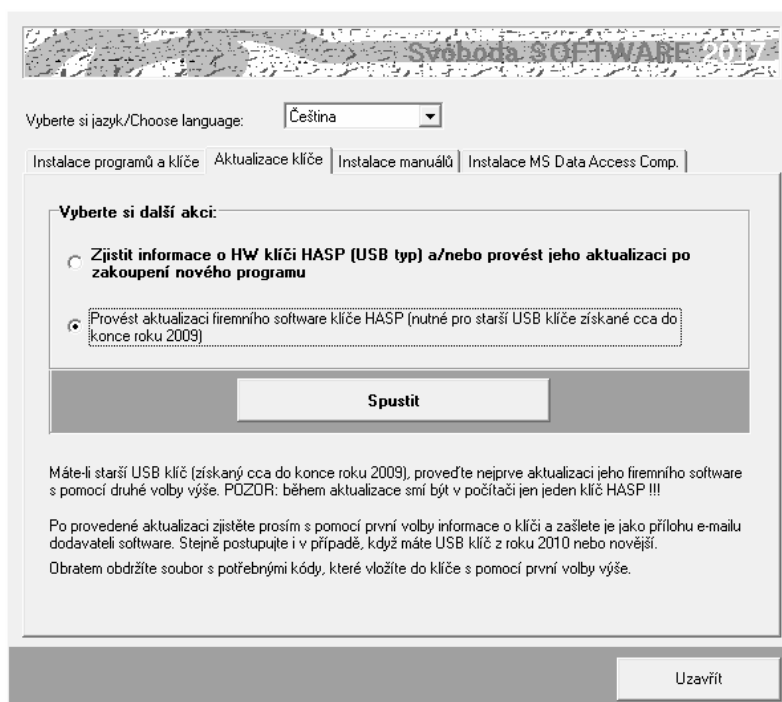 Svoboda SOFTWARE 2017
Vyberte si jazyk/Choose language:
Čeština
Instalace programů a klíče
Aktualizace klíče
Instalace manuálů
Instalace MS Data Access Comp.
Vyberte si další akci:
Zjistit informace o HW klíči HASP (USB typ) a/nebo provést jeho aktualizaci po
zakoupení nového programu
Provést aktualizaci firemního software klíče HASP (nutné pro starší USB klíče získané cca do
konce roku 2009)
Spustit
Máte-li starší USB klíč (získaný cca do konce roku 2009), proveďte nejprve aktualizaci jeho firemního software
s pomocí druhé volby výše. POZOR: během aktualizace smí být v počítači jen jeden klíč HASP !!!
Po provedené aktualizaci zjistěte prosím s pomocí první volby informace o klíči a zašlete je jako přílohu e-mailu
dodavateli software. Stejně postupujte i v případě, když máte USB klíč z roku 2010 nebo novější.
Obratem obdržíte soubor s potřebnými kódy, které vložíte do klíče s pomocí první volby výše.
Uzavřít